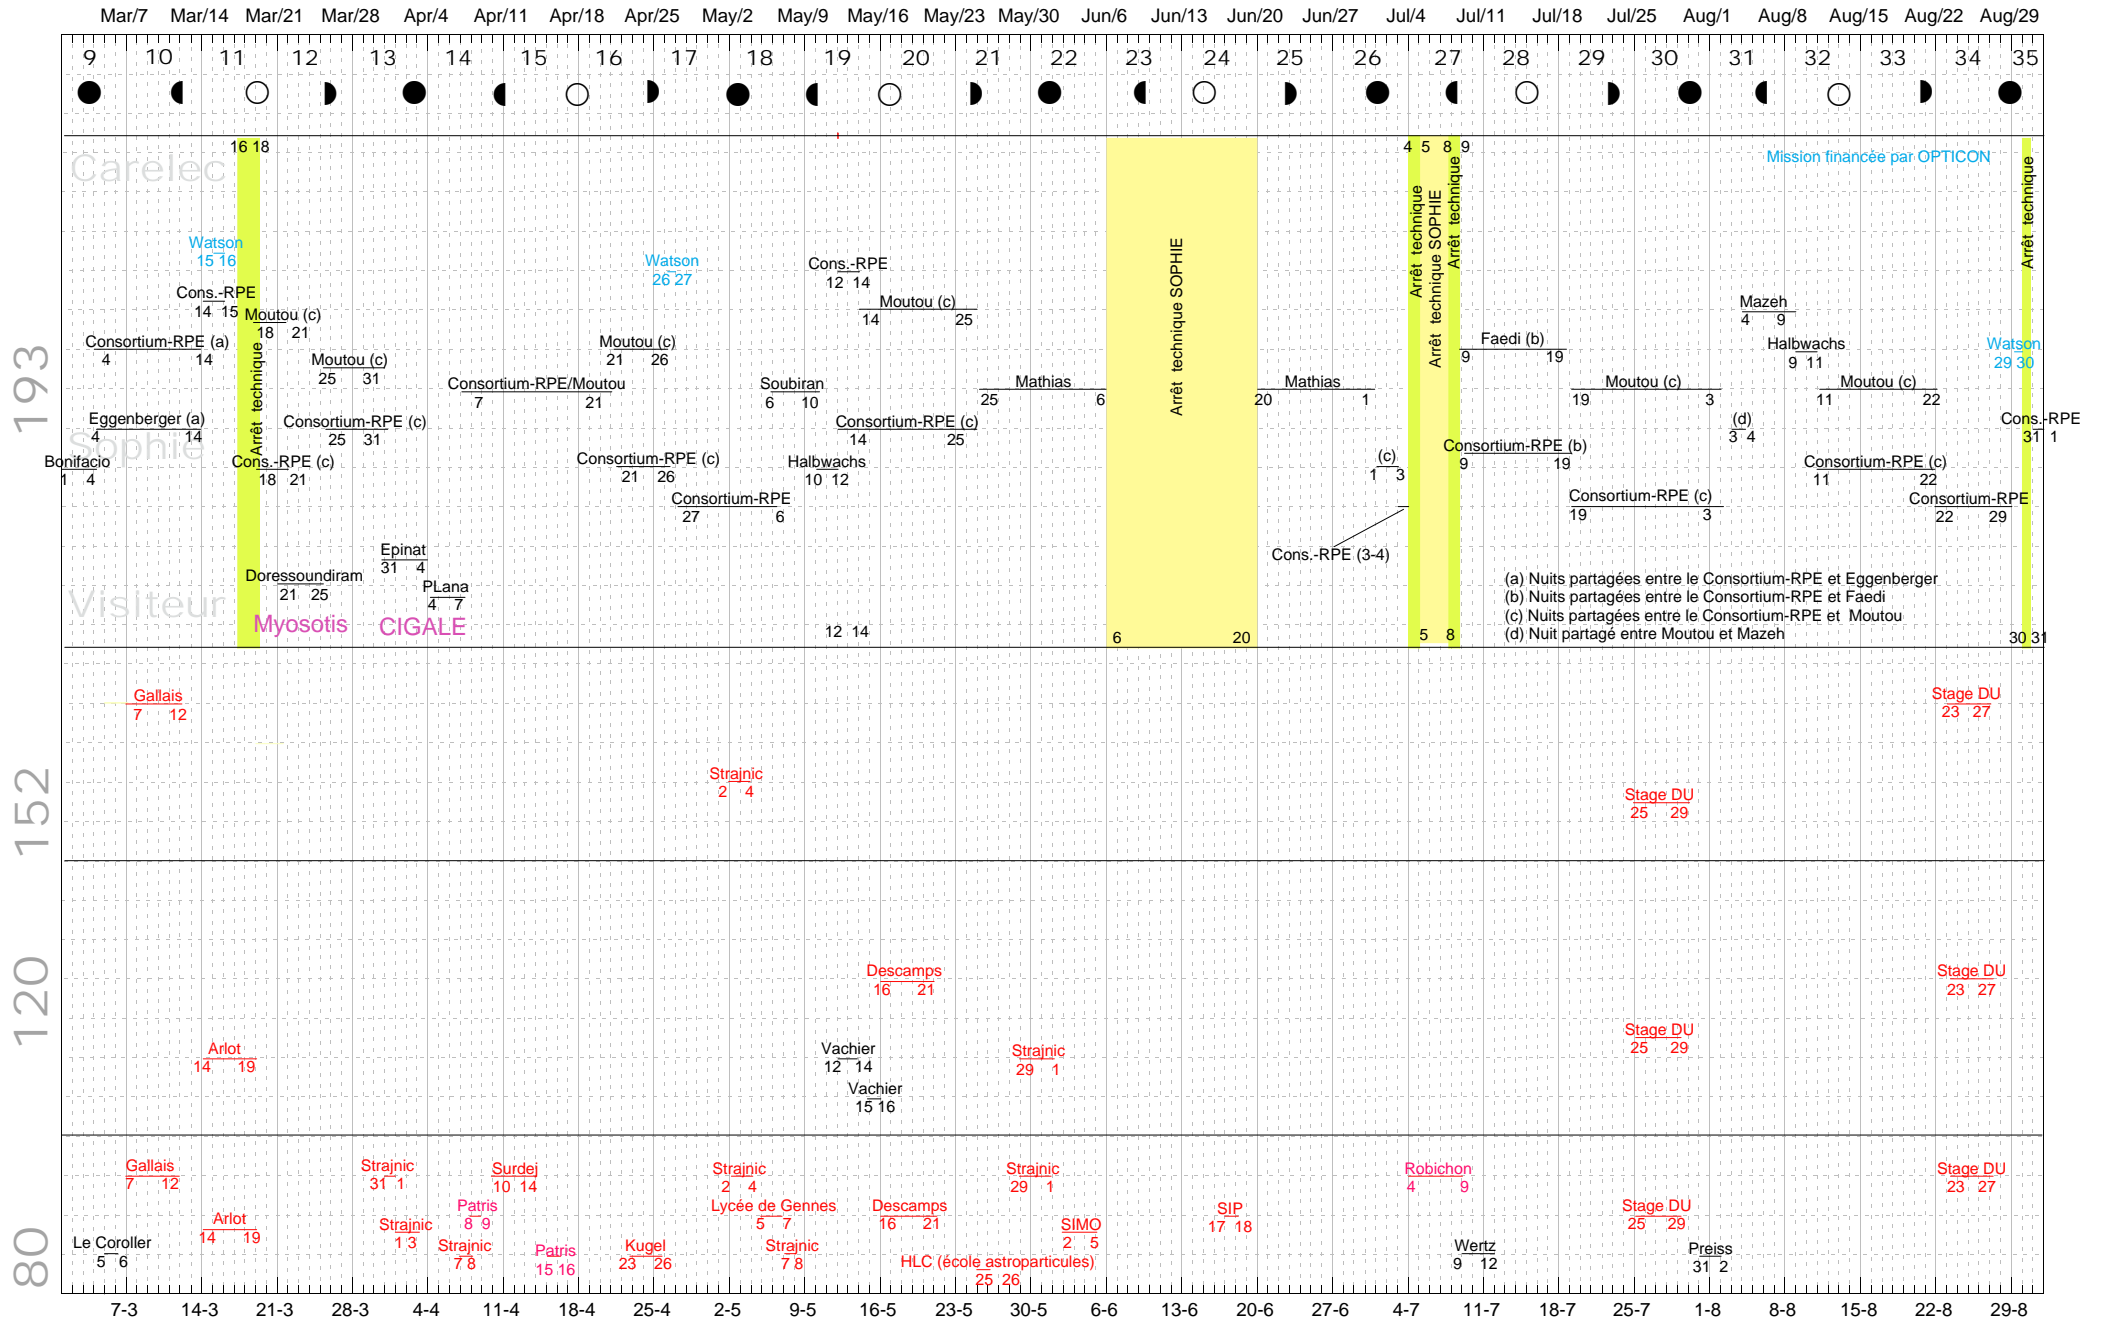 Mar/7 Mar/14 Mar/21 Mar/28 Apr/4 Apr/11 Apr/18 Apr/25 May/2 May/9 May/16 May/23 May/30 Jun/6 Jun/13 Jun/20 Jun/27 Jul/4 Jul/11 Jul/18 Jul/25 Aug/1 Aug/8 Aug/15 Aug/22 Aug/29
9 10 11 12 13 14 15 16 17 18 19 20 21 22 23 24 25 26 27 28 29 30 31 32 33 34 35
193
Carelec
16 18
4 5 8 9
Mission financée par OPTICON
Arrêt technique
Arrêt technique SOPHIE
Arrêt technique
Arrêt technique SOPHIE
Arrêt technique
Arrêt technique
Watson
15 16
Watson
26 27
Cons.-RPE
12 14
Cons.-RPE
14 15
Moutou (c)
18 21
Moutou (c)
14 25
Mazeh
4 9
Consortium-RPE (a)
4 14
Moutou (c)
25 31
Moutou (c)
21 26
Faedi (b)
9 19
Halbwachs
9 11
Watson
29 30
Consortium-RPE/Moutou
7 21
Soubiran
6 10
Mathias
25 6
Mathias
20 1
Moutou (c)
19 3
Moutou (c)
11 22
Eggenberger (a)
4 14
Consortium-RPE (c)
25 31
Consortium-RPE (c)
14 25
(d)
3 4
Cons.-RPE
31 1
Sophie
Bonifacio
1 4
Cons.-RPE (c)
18 21
Consortium-RPE (c)
21 26
Halbwachs
10 12
(c)
1 3
Consortium-RPE (b)
9 19
Consortium-RPE (c)
11 22
Consortium-RPE
27 6
Consortium-RPE (c)
19 3
Consortium-RPE
22 29
Cons.-RPE (3-4)
Epinat
31 4
Doressoundiram
21 25
PLana
4 7
Visiteur
Myosotis
CIGALE
12 14
6 20
5 8
30 31
(a) Nuits partagées entre le Consortium-RPE et Eggenberger
(b) Nuits partagées entre le Consortium-RPE et Faedi
(c) Nuits partagées entre le Consortium-RPE et Moutou
(d) Nuit partagé entre Moutou et Mazeh
152
Gallais
7 12
Stage DU
23 27
Strajnic
2 4
Stage DU
25 29
120
Descamps
16 21
Stage DU
23 27
Arlot
14 19
Vachier
12 14
Strajnic
29 1
Stage DU
25 29
Vachier
15 16
80
Gallais
7 12
Strajnic
31 1
Surdej
10 14
Strajnic
2 4
Strajnic
29 1
Robichon
4 9
Stage DU
23 27
Arlot
14 19
Patris
8 9
Lycée de Gennes
5 7
Descamps
16 21
SIP
17 18
Stage DU
25 29
Strajnic
1 3
SIMO
2 5
Le Coroller
5 6
Strajnic
7 8
Patris
15 16
Kugel
23 26
Strajnic
7 8
HLC (école astroparticules)
25 26
Wertz
9 12
Preiss
31 2
7-3 14-3 21-3 28-3 4-4 11-4 18-4 25-4 2-5 9-5 16-5 23-5 30-5 6-6 13-6 20-6 27-6 4-7 11-7 18-7 25-7 1-8 8-8 15-8 22-8 29-8